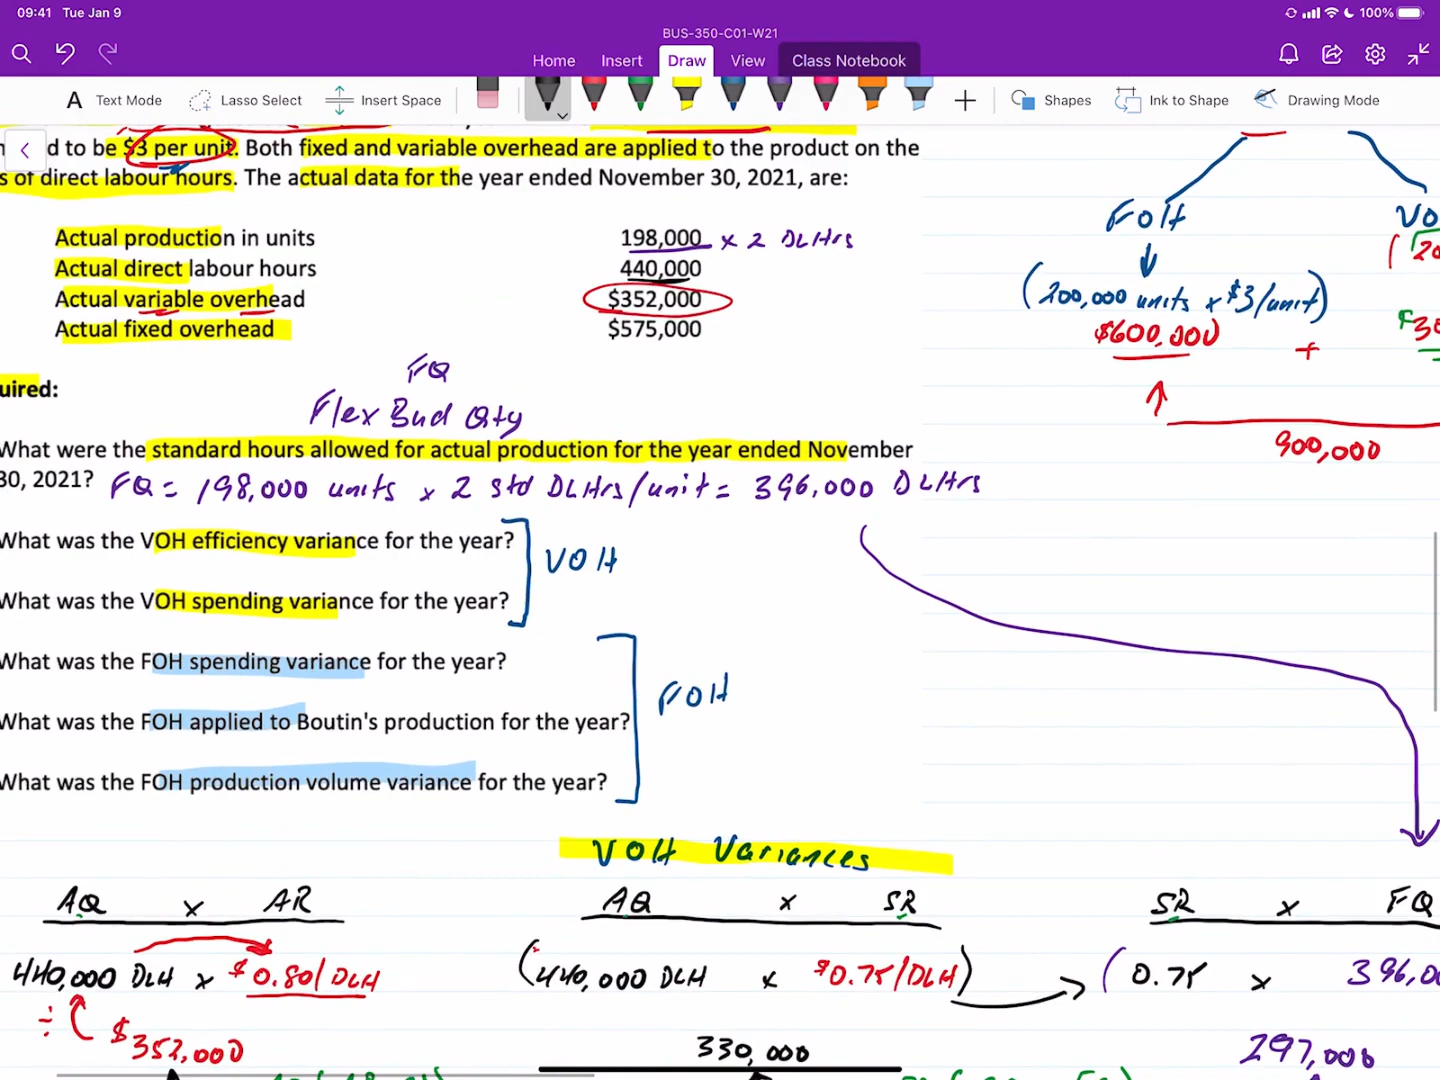 09:41 Tue Jan 9
100%
BUS-350-C01-W21
Home Insert Draw View Class Notebook
A Text Mode Lasso Select Insert Space Shapes Ink to Shape Drawing Mode
d to be $3 per unit. Both fixed and variable overhead are applied to the product on the
s of direct labour hours. The actual data for the year ended November 30, 2021, are:
Actual production in units 198,000 x 2 DLHrs
Actual direct labour hours 440,000
Actual variable overhead $352,000
Actual fixed overhead $575,000
FOH VO
(200,000 units x $3/unit) (20
$600,000 + $30
900,000
FQ
uired:
Flex Bud Qty
What were the standard hours allowed for actual production for the year ended November
30, 2021? FQ = 198,000 units x 2 std DLHrs/unit = 396,000 DLHrs
What was the VOH efficiency variance for the year?
VOH
What was the VOH spending variance for the year?
What was the FOH spending variance for the year?
FOH
What was the FOH applied to Boutin's production for the year?
What was the FOH production volume variance for the year?
VOH Variances
AQ x AR AQ x SR SR x FQ
440,000 DLH x $0.80/DLH (440,000 DLH x $0.75/DLH) (0.75 x 396,00
÷ $352,000 330,000 297,000